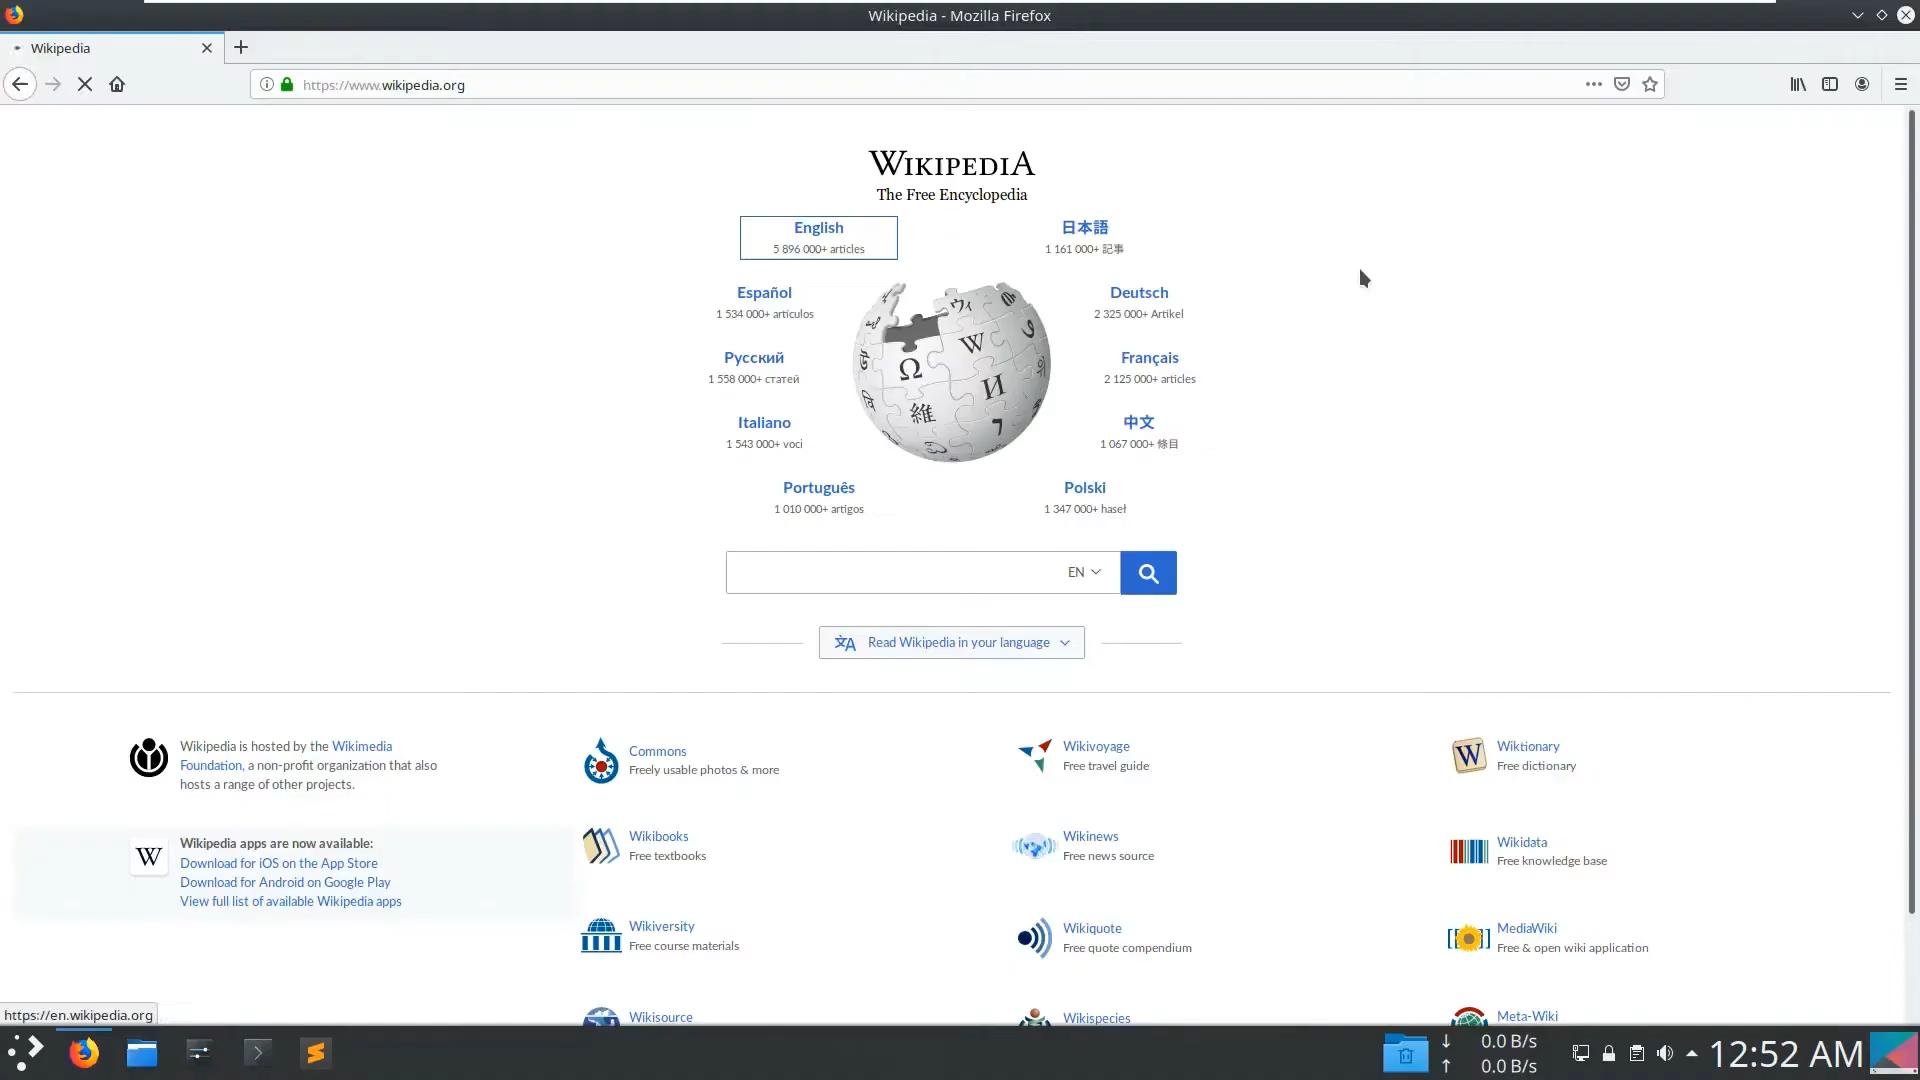 Wikipedia - Mozilla Firefox
Wikipedia
https://www.wikipedia.org
WIKIPEDIA
The Free Encyclopedia
English
5 896 000+ articles
日本語
1 161 000+ 記事
Español
1 534 000+ artículos
Deutsch
2 325 000+ Artikel
Русский
1 558 000+ статей
Français
2 125 000+ articles
Italiano
1 543 000+ voci
中文
1 067 000+ 條目
Português
1 010 000+ artigos
Polski
1 347 000+ haseł
Ω
W
И
維
ウィ
EN
文A Read Wikipedia in your language
Wikipedia is hosted by the Wikimedia
Foundation, a non-profit organization that also
hosts a range of other projects.
W
Wikipedia apps are now available:
Download for iOS on the App Store
Download for Android on Google Play
View full list of available Wikipedia apps
Commons
Freely usable photos & more
Wikivoyage
Free travel guide
W
Wiktionary
Free dictionary
Wikibooks
Free textbooks
Wikinews
Free news source
Wikidata
Free knowledge base
Wikiversity
Free course materials
Wikiquote
Free quote compendium
MediaWiki
Free & open wiki application
Wikisource
Wikispecies
Meta-Wiki
https://en.wikipedia.org
↓ 0.0 B/s
↑ 0.0 B/s
12:52 AM